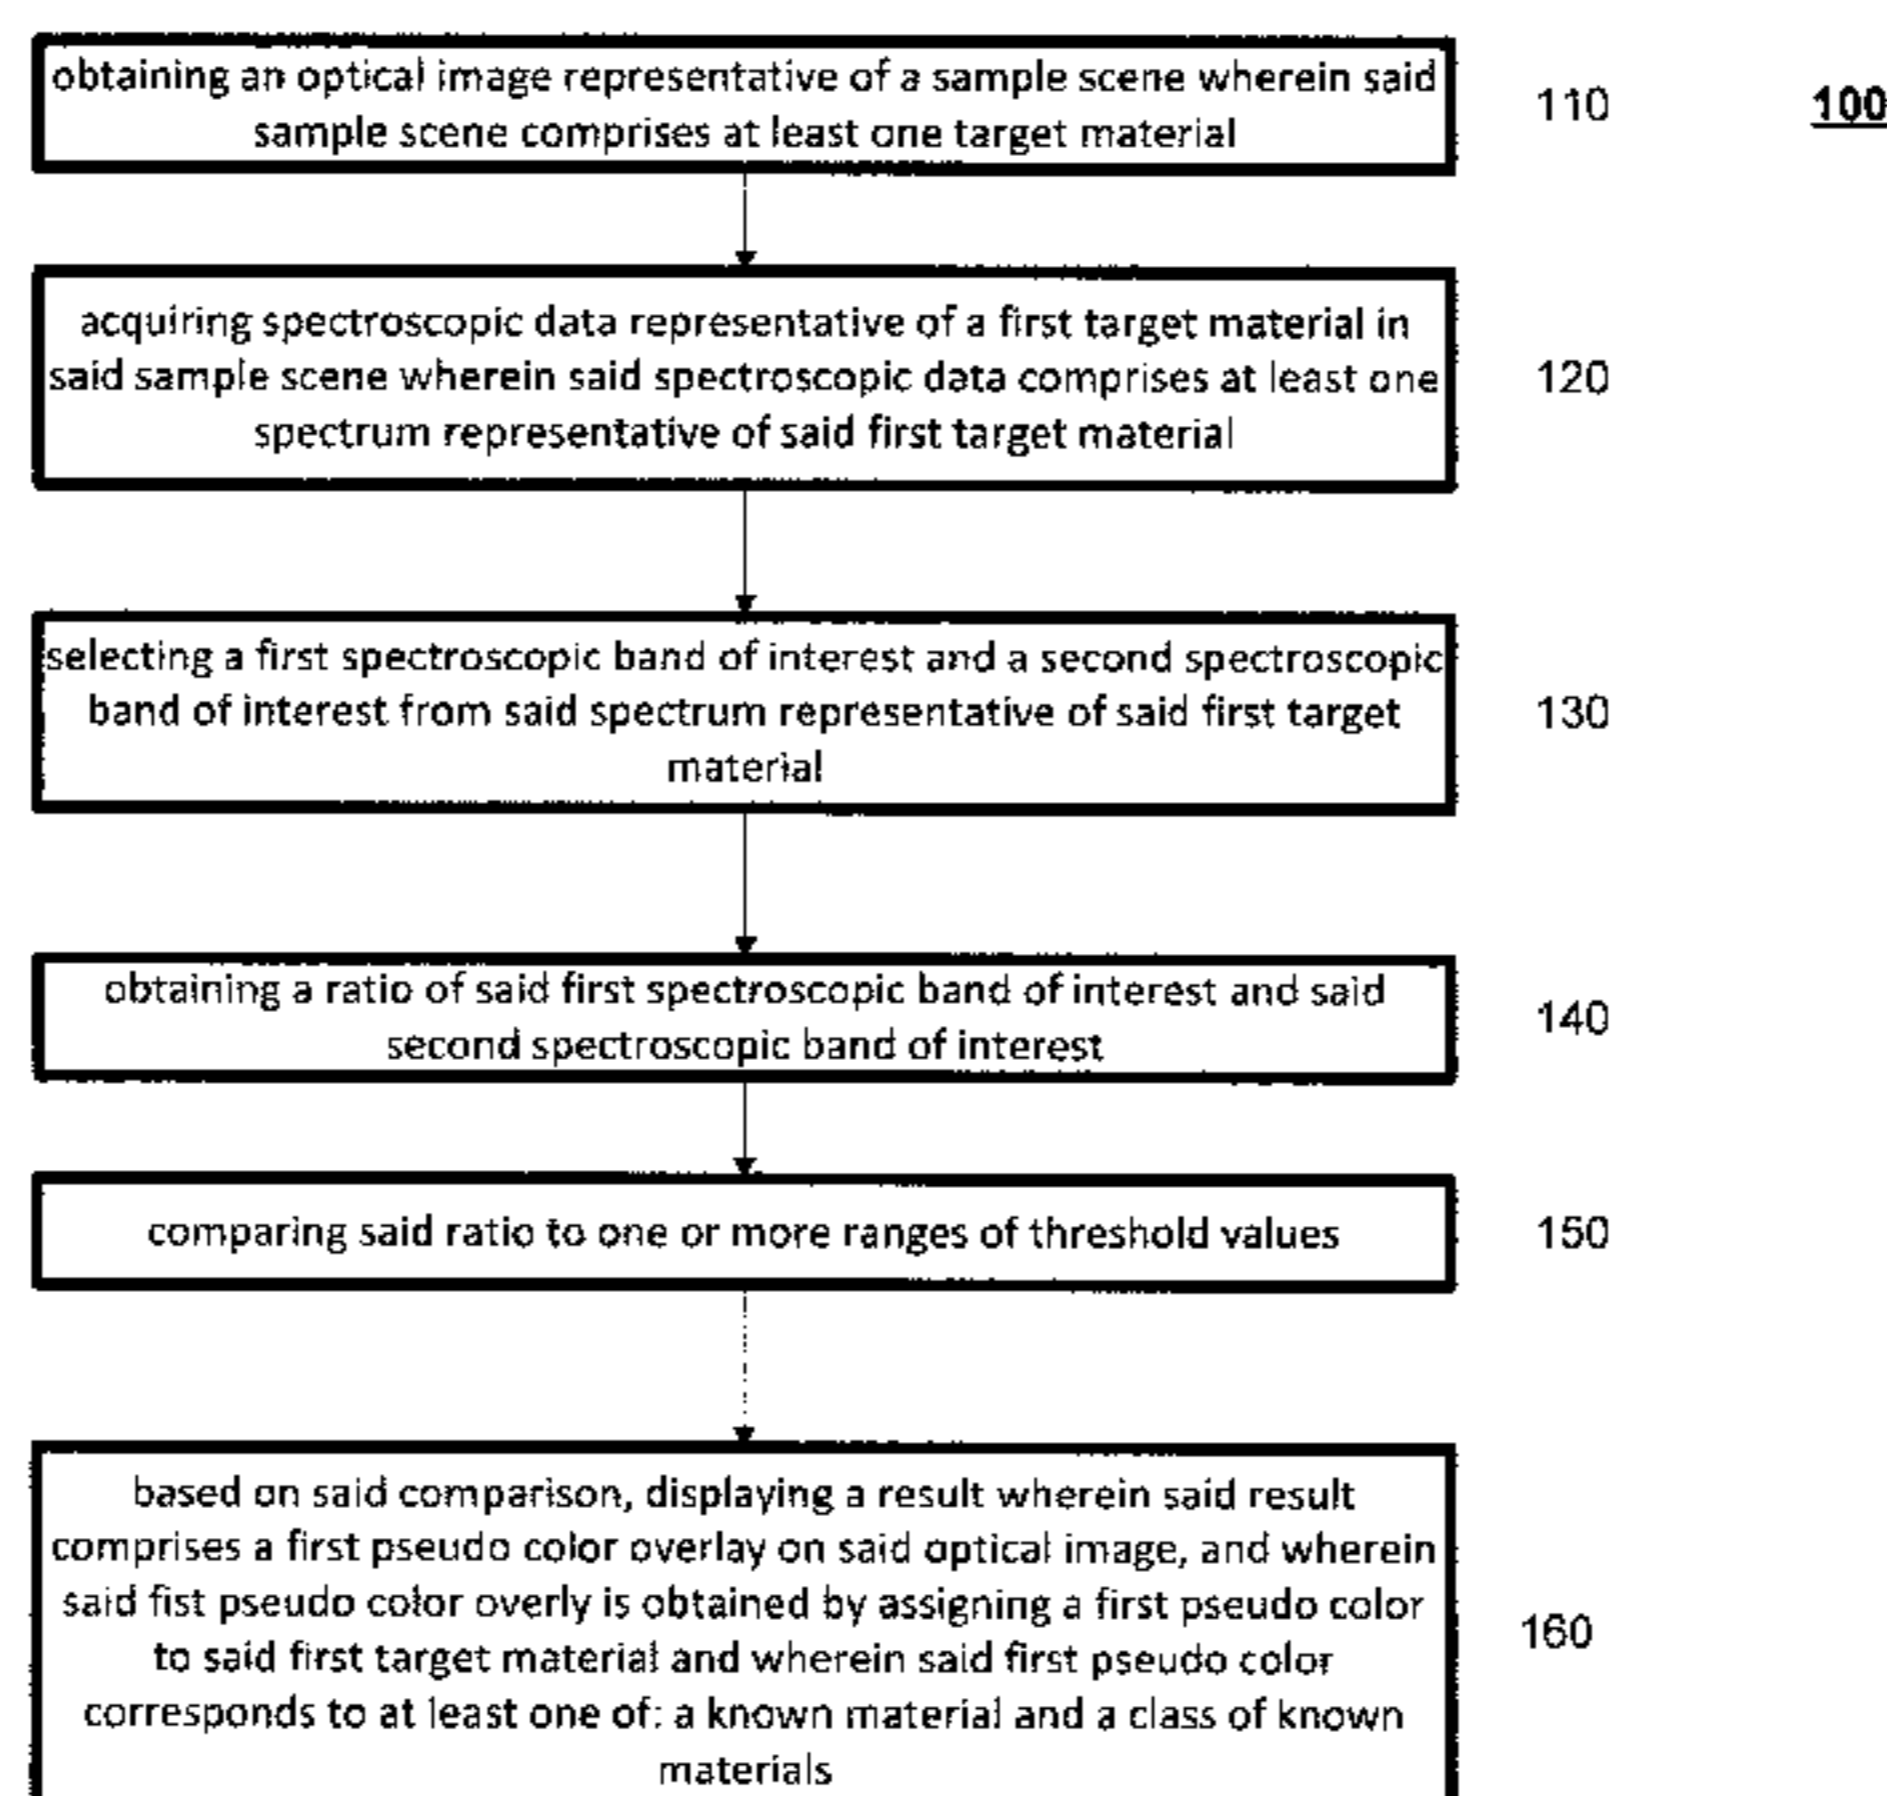 obtaining an optical image representative of a sample scene wherein said
sample scene comprises at least one target material
110
100
acquiring spectroscopic data representative of a first target material in
said sample scene wherein said spectroscopic data comprises at least one
spectrum representative of said first target material
120
selecting a first spectroscopic band of interest and a second spectroscopic
band of interest from said spectrum representative of said first target
material
130
obtaining a ratio of said first spectroscopic band of interest and said
second spectroscopic band of interest
140
comparing said ratio to one or more ranges of threshold values
150
based on said comparison, displaying a result wherein said result
comprises a first pseudo color overlay on said optical image, and wherein
said fist pseudo color overly is obtained by assigning a first pseudo color
to said first target material and wherein said first pseudo color
corresponds to at least one of: a known material and a class of known
materials
160